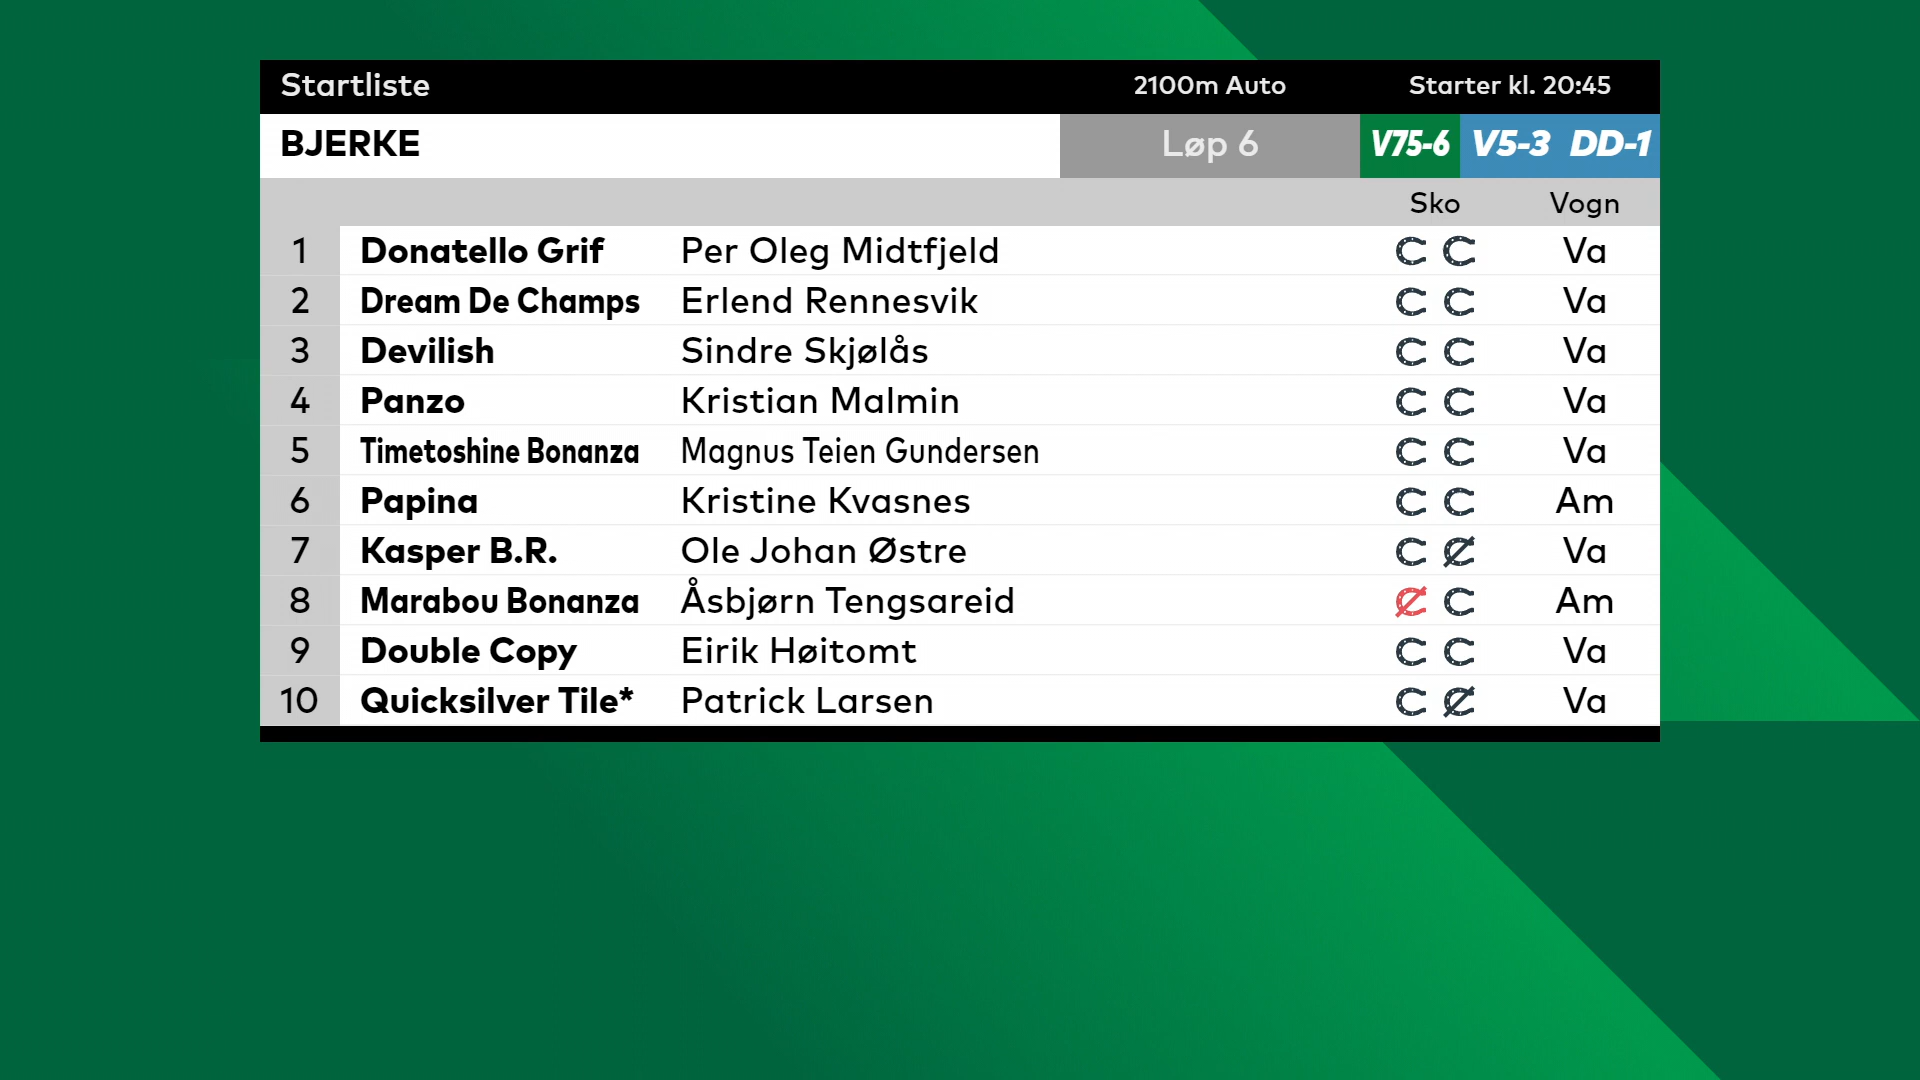 Startliste 2100m Auto Starter kl. 20:45
BJERKE Løp 6 V75-6 V5-3 DD-1
Sko Vogn
1 Donatello Grif Per Oleg Midtfjeld Va
2 Dream De Champs Erlend Rennesvik Va
3 Devilish Sindre Skjølås Va
4 Panzo Kristian Malmin Va
5 Timetoshine Bonanza Magnus Teien Gundersen Va
6 Papina Kristine Kvasnes Am
7 Kasper B.R. Ole Johan Østre Va
8 Marabou Bonanza Åsbjørn Tengsareid Am
9 Double Copy Eirik Høitomt Va
10 Quicksilver Tile* Patrick Larsen Va